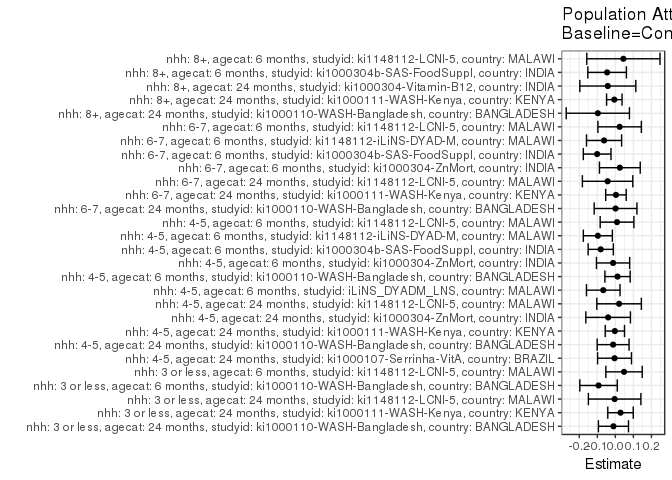 Population Att
Baseline=Con
nhh: 8+, agecat: 6 months, studyid: ki1148112-LCNI-5, country: MALAWI
nhh: 8+, agecat: 6 months, studyid: ki1000304b-SAS-FoodSuppl, country: INDIA
nhh: 8+, agecat: 24 months, studyid: ki1000304-Vitamin-B12, country: INDIA
nhh: 8+, agecat: 24 months, studyid: ki1000111-WASH-Kenya, country: KENYA
nhh: 8+, agecat: 24 months, studyid: ki1000110-WASH-Bangladesh, country: BANGLADESH
nhh: 6-7, agecat: 6 months, studyid: ki1148112-LCNI-5, country: MALAWI
nhh: 6-7, agecat: 6 months, studyid: ki1148112-iLiNS-DYAD-M, country: MALAWI
nhh: 6-7, agecat: 6 months, studyid: ki1000304b-SAS-FoodSuppl, country: INDIA
nhh: 6-7, agecat: 6 months, studyid: ki1000304-ZnMort, country: INDIA
nhh: 6-7, agecat: 24 months, studyid: ki1148112-LCNI-5, country: MALAWI
nhh: 6-7, agecat: 24 months, studyid: ki1000111-WASH-Kenya, country: KENYA
nhh: 6-7, agecat: 24 months, studyid: ki1000110-WASH-Bangladesh, country: BANGLADESH
nhh: 4-5, agecat: 6 months, studyid: ki1148112-LCNI-5, country: MALAWI
nhh: 4-5, agecat: 6 months, studyid: ki1148112-iLiNS-DYAD-M, country: MALAWI
nhh: 4-5, agecat: 6 months, studyid: ki1000304b-SAS-FoodSuppl, country: INDIA
nhh: 4-5, agecat: 6 months, studyid: ki1000304-ZnMort, country: INDIA
nhh: 4-5, agecat: 6 months, studyid: ki1000110-WASH-Bangladesh, country: BANGLADESH
nhh: 4-5, agecat: 6 months, studyid: iLiNS_DYADM_LNS, country: MALAWI
nhh: 4-5, agecat: 24 months, studyid: ki1148112-LCNI-5, country: MALAWI
nhh: 4-5, agecat: 24 months, studyid: ki1000304-ZnMort, country: INDIA
nhh: 4-5, agecat: 24 months, studyid: ki1000111-WASH-Kenya, country: KENYA
nhh: 4-5, agecat: 24 months, studyid: ki1000110-WASH-Bangladesh, country: BANGLADESH
nhh: 4-5, agecat: 24 months, studyid: ki1000107-Serrinha-VitA, country: BRAZIL
nhh: 3 or less, agecat: 6 months, studyid: ki1148112-LCNI-5, country: MALAWI
nhh: 3 or less, agecat: 6 months, studyid: ki1000110-WASH-Bangladesh, country: BANGLADESH
nhh: 3 or less, agecat: 24 months, studyid: ki1148112-LCNI-5, country: MALAWI
nhh: 3 or less, agecat: 24 months, studyid: ki1000111-WASH-Kenya, country: KENYA
nhh: 3 or less, agecat: 24 months, studyid: ki1000110-WASH-Bangladesh, country: BANGLADESH
-0.2 -0.1 0.0 0.1 0.2
Estimate